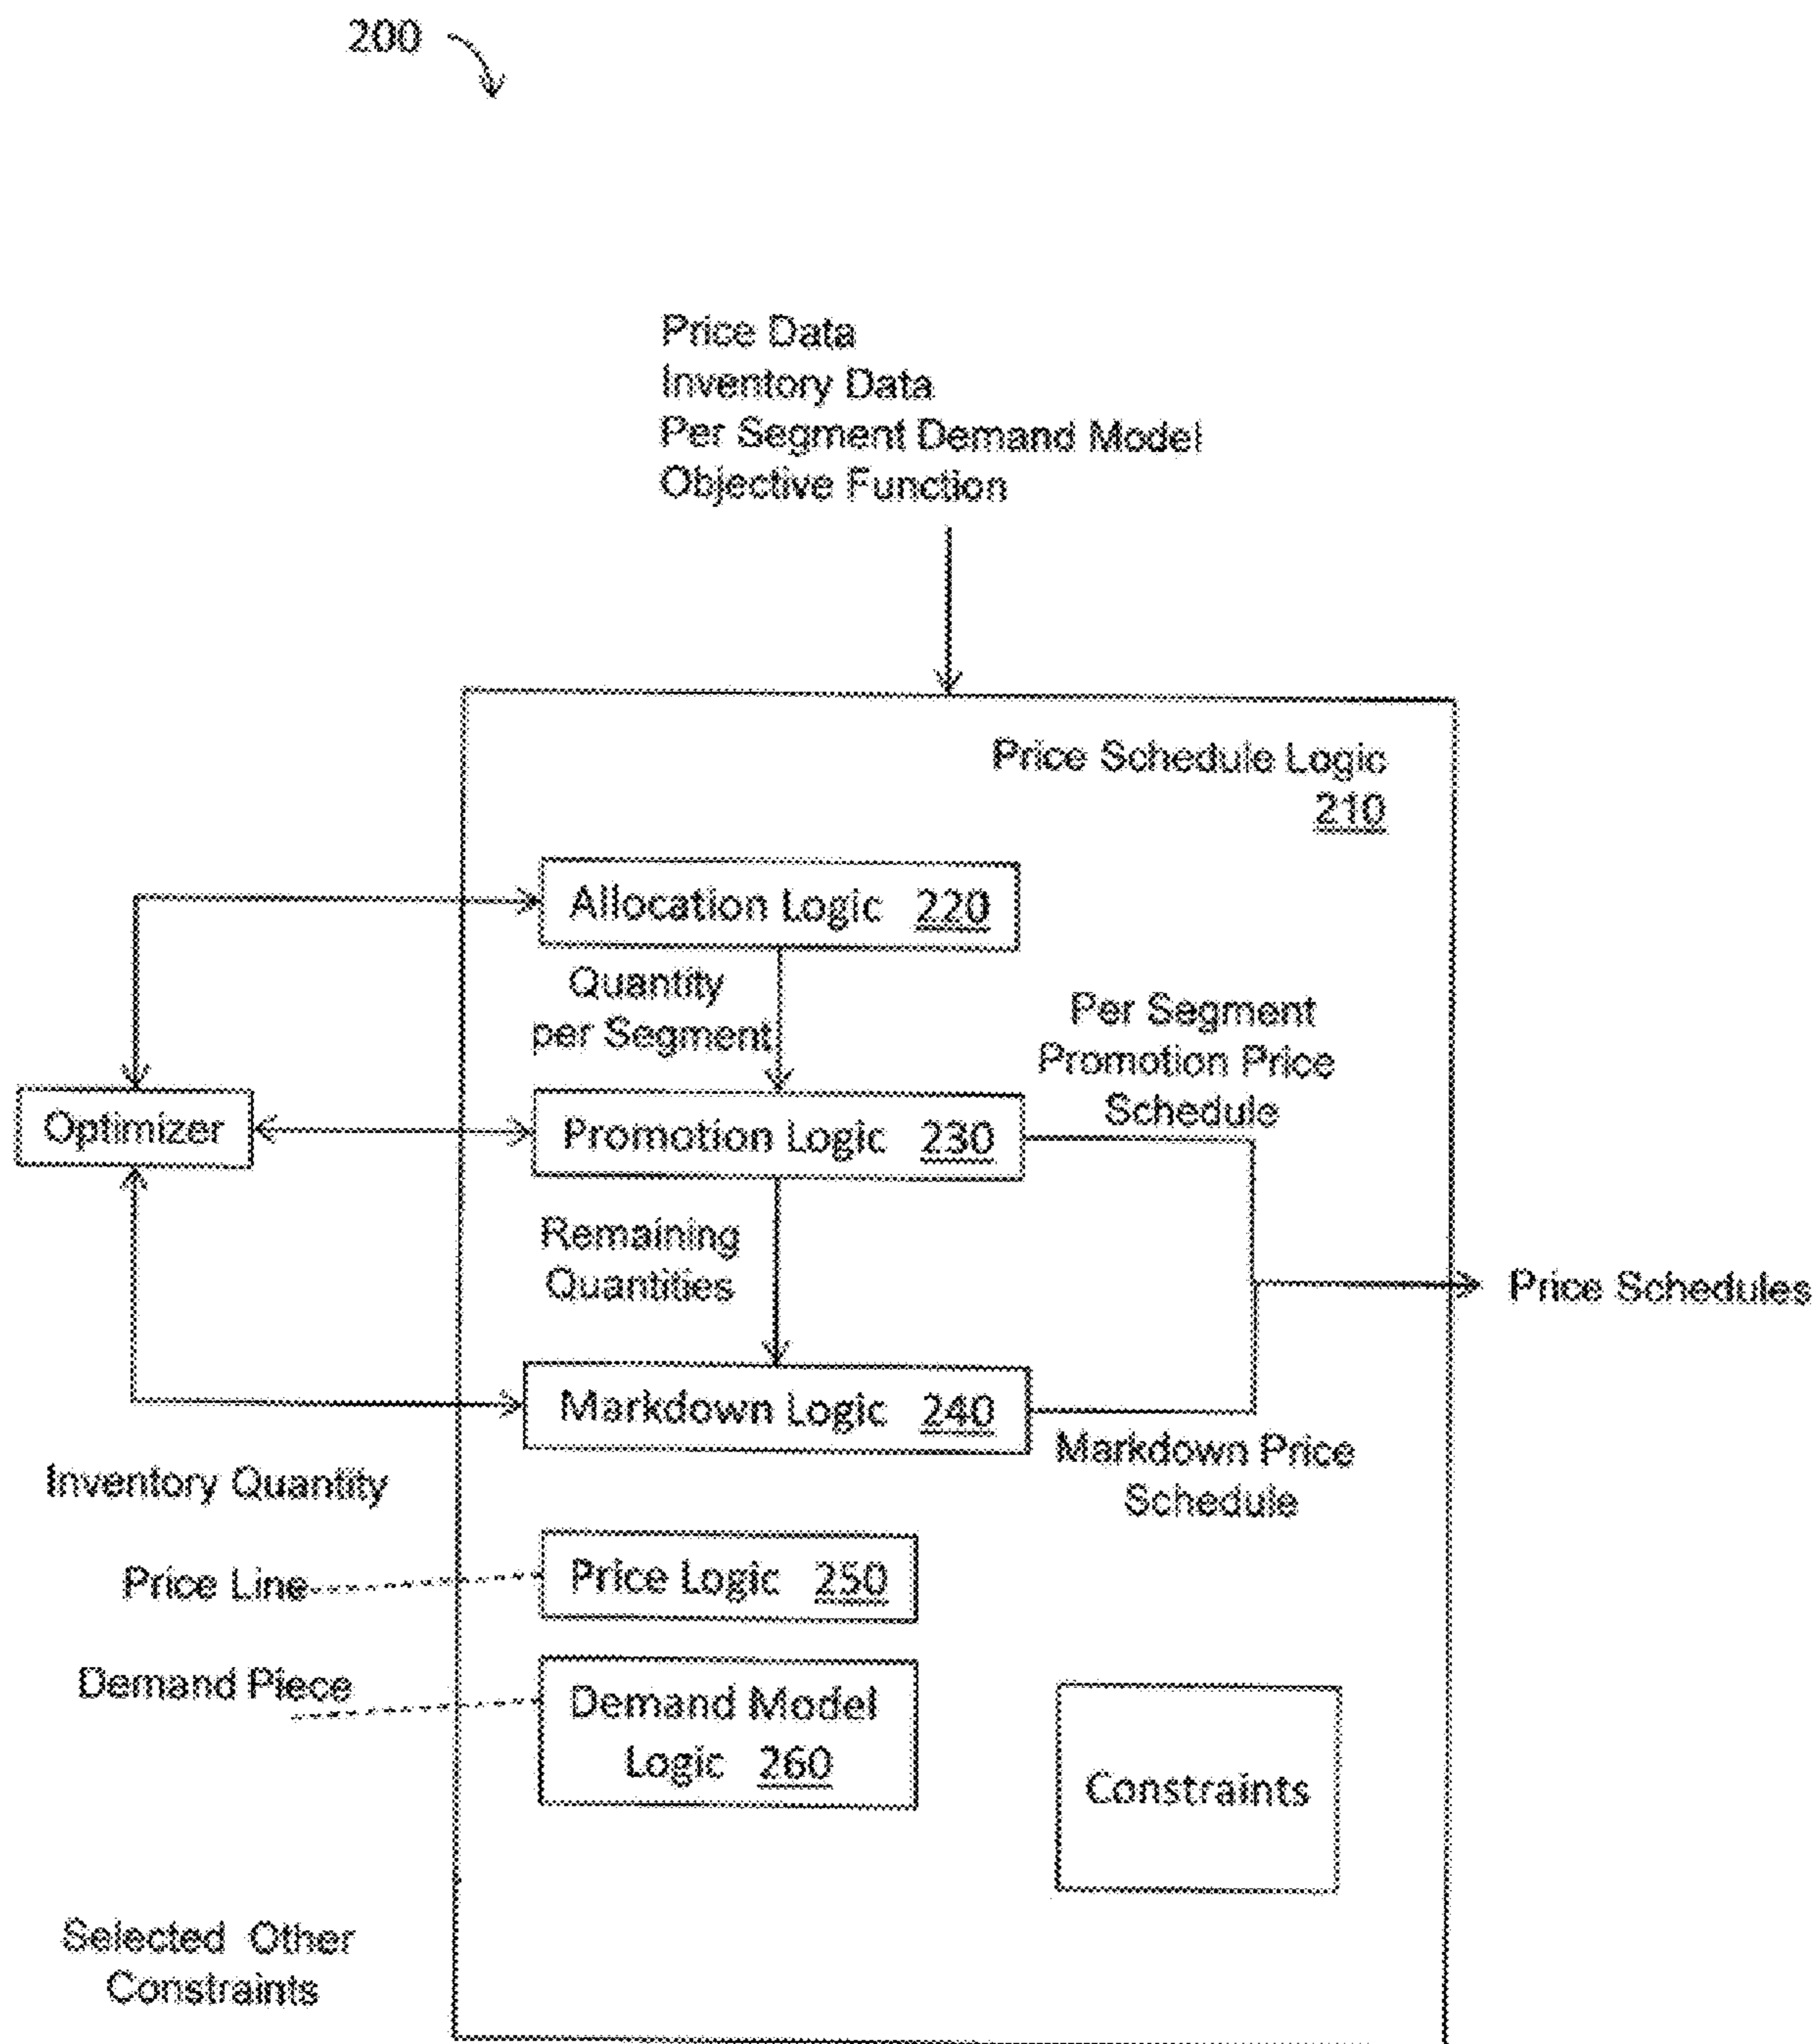 200
Price Data
Inventory Data
Per Segment Demand Model
Objective Function
Price Schedule Logic
210
Allocation Logic 220
Quantity
per Segment
Per Segment
Promotion Price
Schedule
Optimizer
Promotion Logic 230
Remaining
Quantities
Price Schedules
Markdown Logic 240
Markdown Price
Schedule
Inventory Quantity
Price Line
Price Logic 250
Demand Piece
Demand Model
Logic 260
Constraints
Selected Other
Constraints